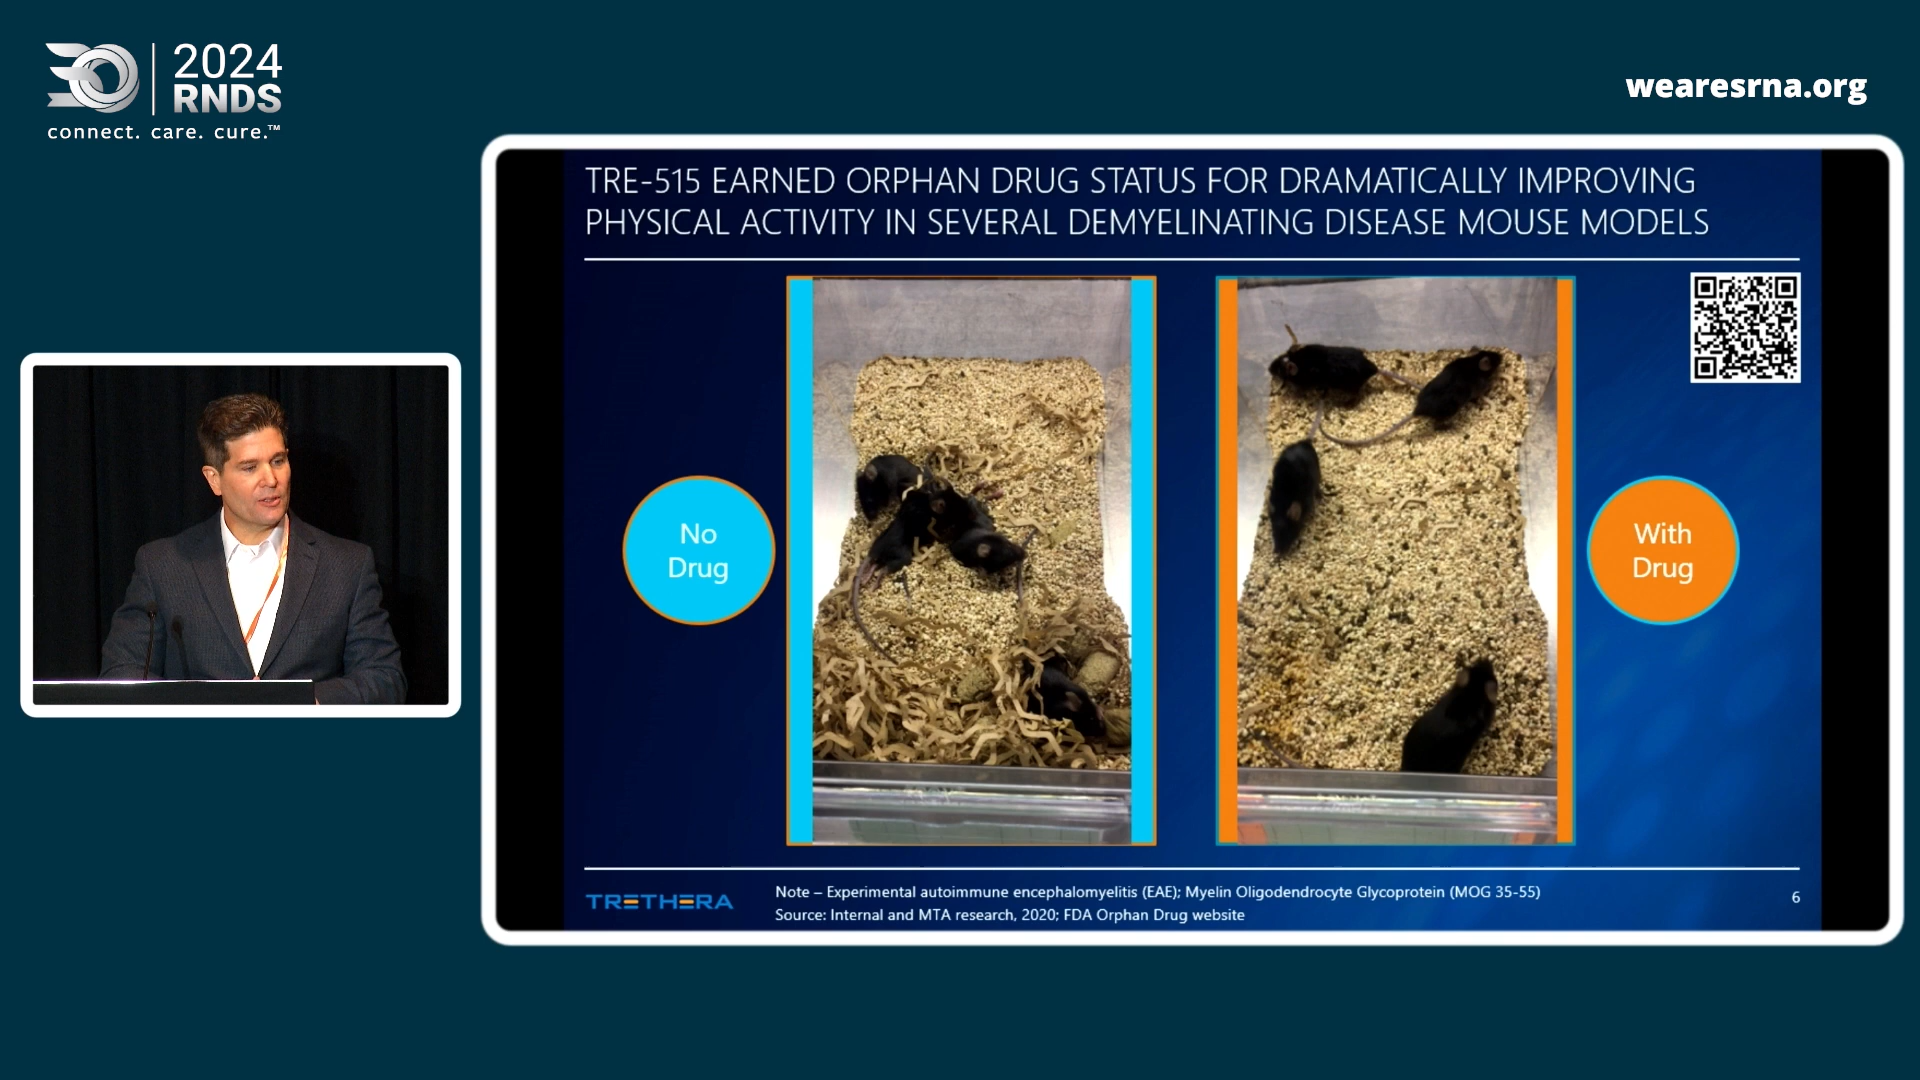 2024
RNDS
connect. care. cure.™
wearesrna.org
TRE-515 EARNED ORPHAN DRUG STATUS FOR DRAMATICALLY IMPROVING
PHYSICAL ACTIVITY IN SEVERAL DEMYELINATING DISEASE MOUSE MODELS
No
Drug
With
Drug
TRETHERA
Note – Experimental autoimmune encephalomyelitis (EAE); Myelin Oligodendrocyte Glycoprotein (MOG 35-55)
Source: Internal and MTA research, 2020; FDA Orphan Drug website
6